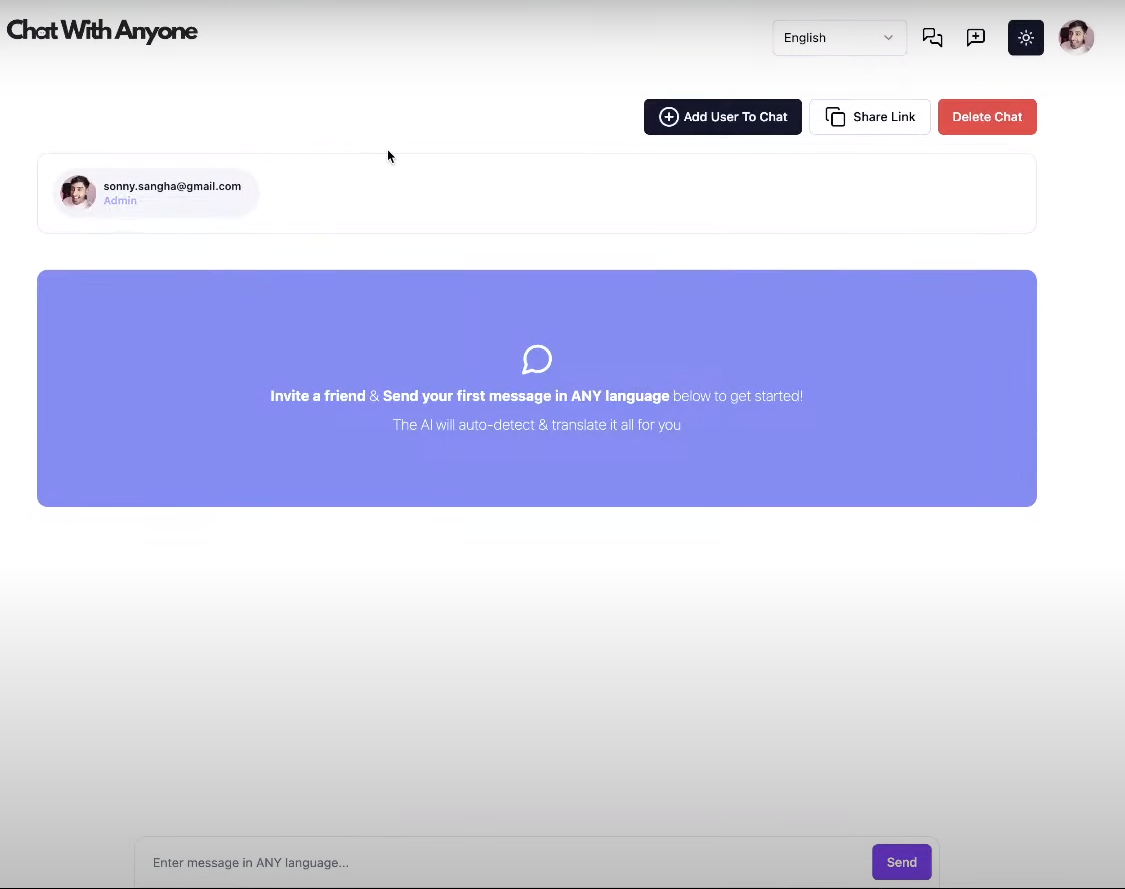 Chat With Anyone
English
Add User To Chat
Share Link
Delete Chat
sonny.sangha@gmail.com
Admin
Invite a friend & Send your first message in ANY language below to get started!
The AI will auto-detect & translate it all for you
Enter message in ANY language...
Send